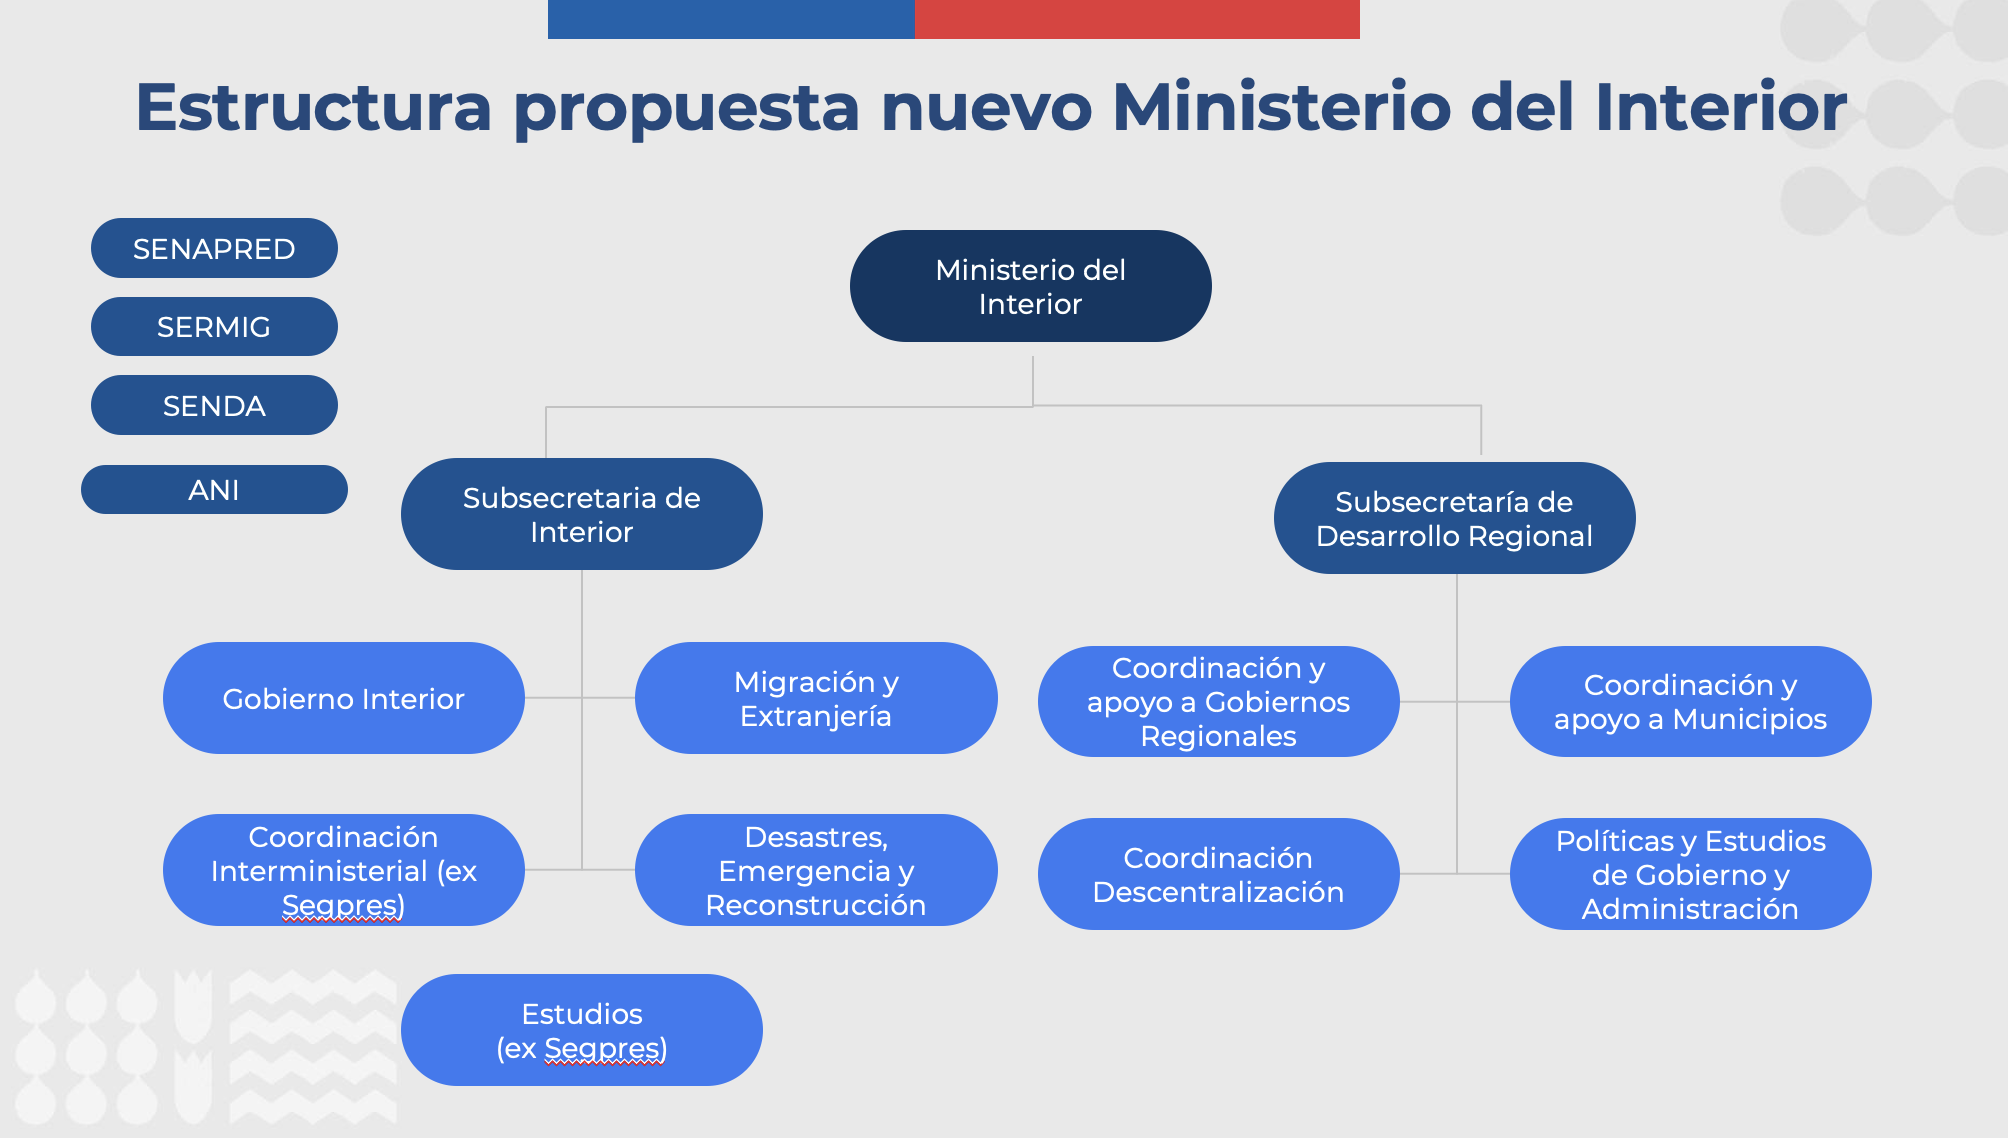 Estructura propuesta nuevo Ministerio del Interior
SENAPRED
SERMIG
SENDA
ANI
Ministerio del
Interior
Subsecretaria de
Interior
Subsecretaría de
Desarrollo Regional
Gobierno Interior
Migración y
Extranjería
Coordinación
Interministerial (ex
Segpres)
Desastres,
Emergencia y
Reconstrucción
Estudios
(ex Segpres)
Coordinación y
apoyo a Gobiernos
Regionales
Coordinación y
apoyo a Municipios
Coordinación
Descentralización
Políticas y Estudios
de Gobierno y
Administración